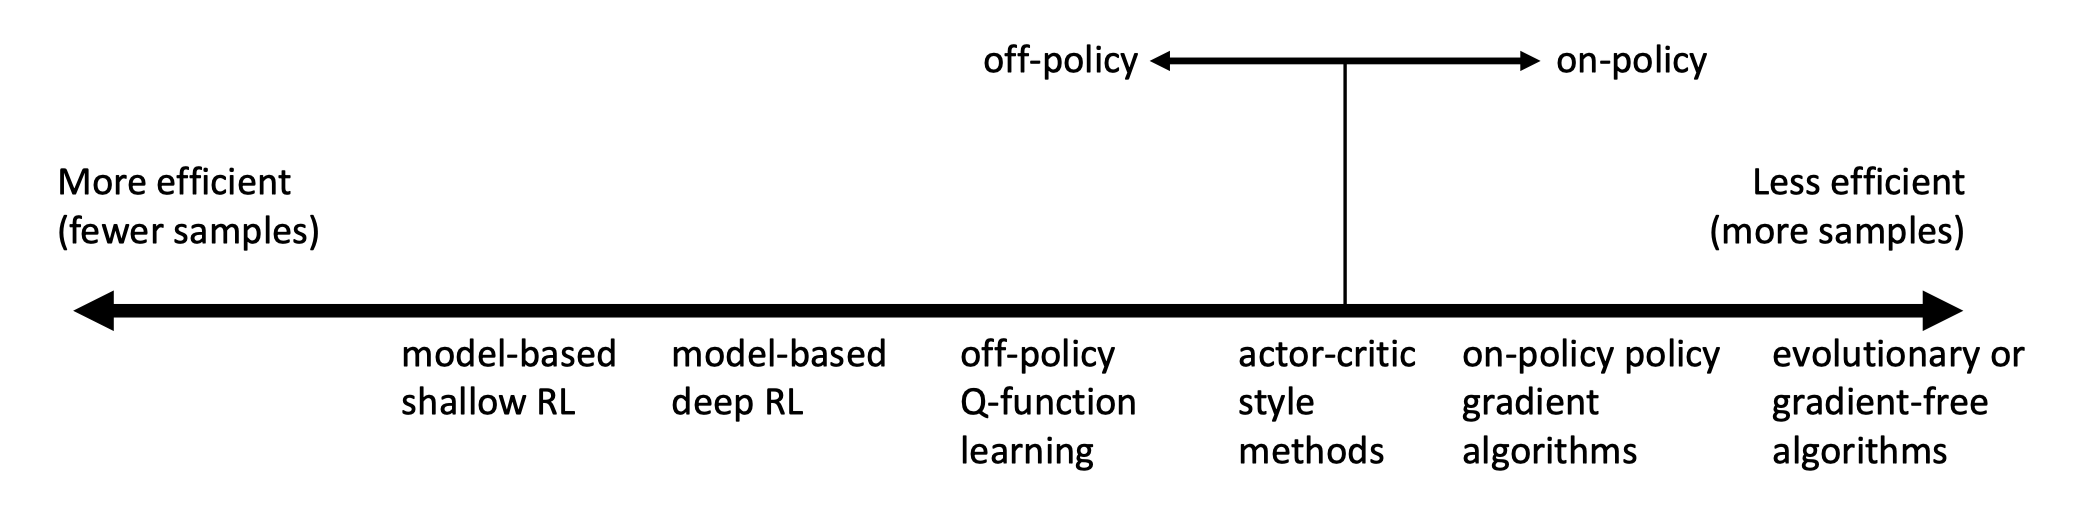 off-policy
on-policy
More efficient
(fewer samples)
Less efficient
(more samples)
model-based
shallow RL
model-based
deep RL
off-policy
Q-function
learning
actor-critic
style
methods
on-policy policy
gradient
algorithms
evolutionary or
gradient-free
algorithms